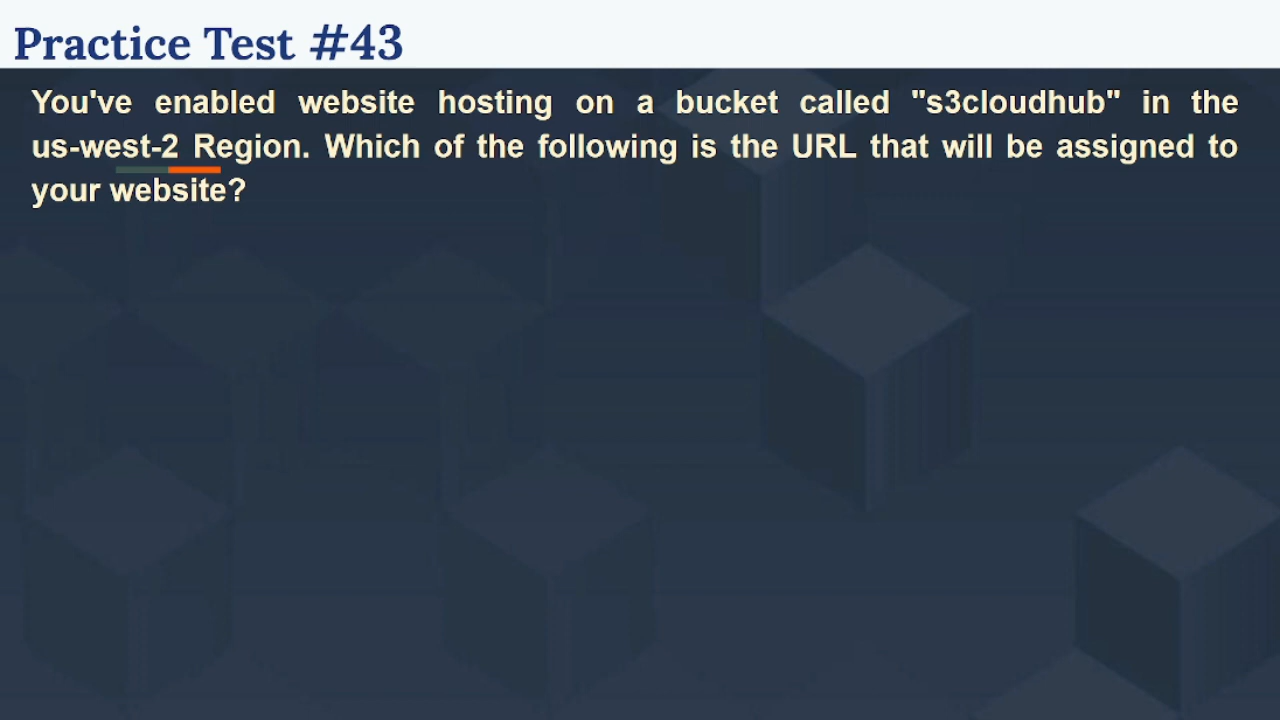 Practice Test #43
You've enabled website hosting on a bucket called "s3cloudhub" in the
us-west-2 Region. Which of the following is the URL that will be assigned to
your website?